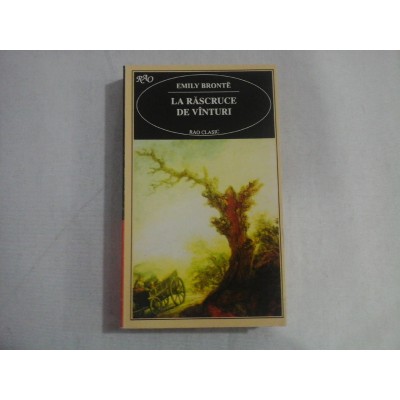 RAO
EMILY BRONTË
LA RĂSCRUCE
DE VÎNTURI
RAO CLASIC